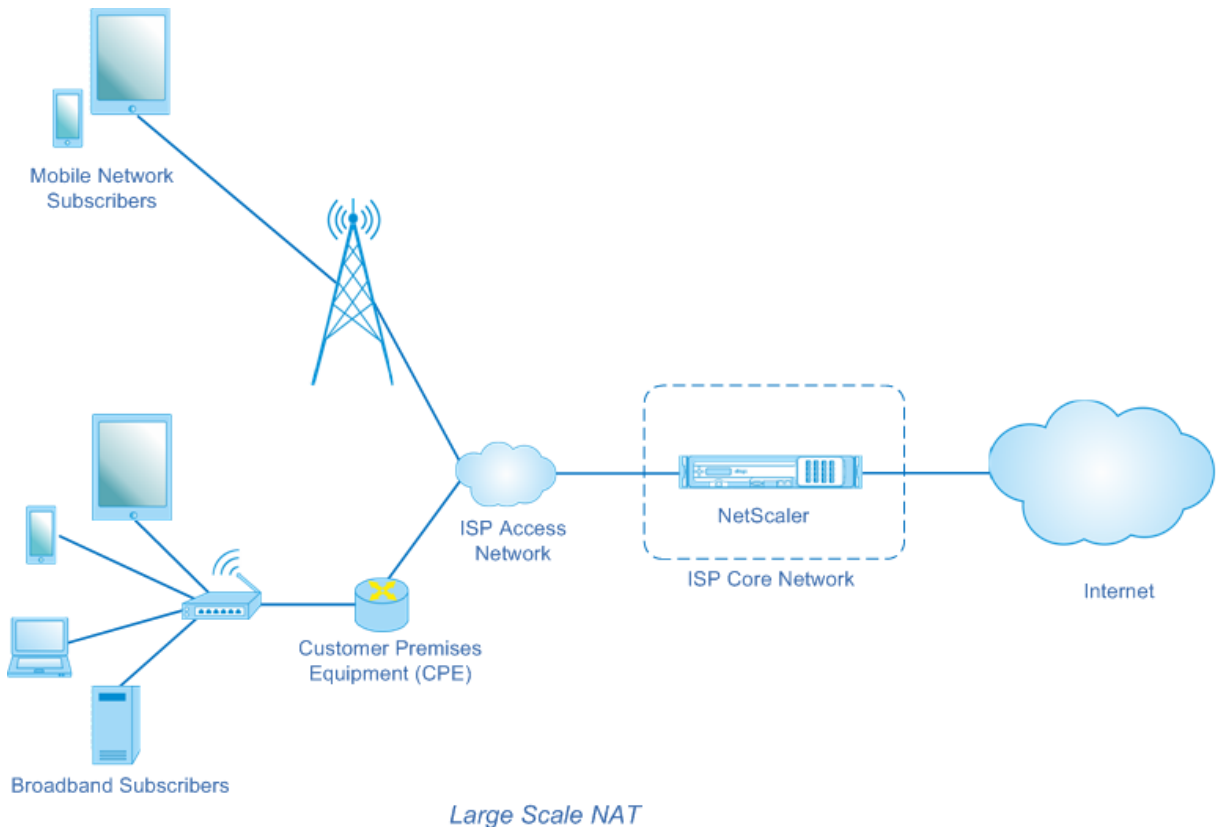 Mobile Network
Subscribers
ISP Access
Network
NetScaler
ISP Core Network
Internet
Customer Premises
Equipment (CPE)
Broadband Subscribers
Large Scale NAT